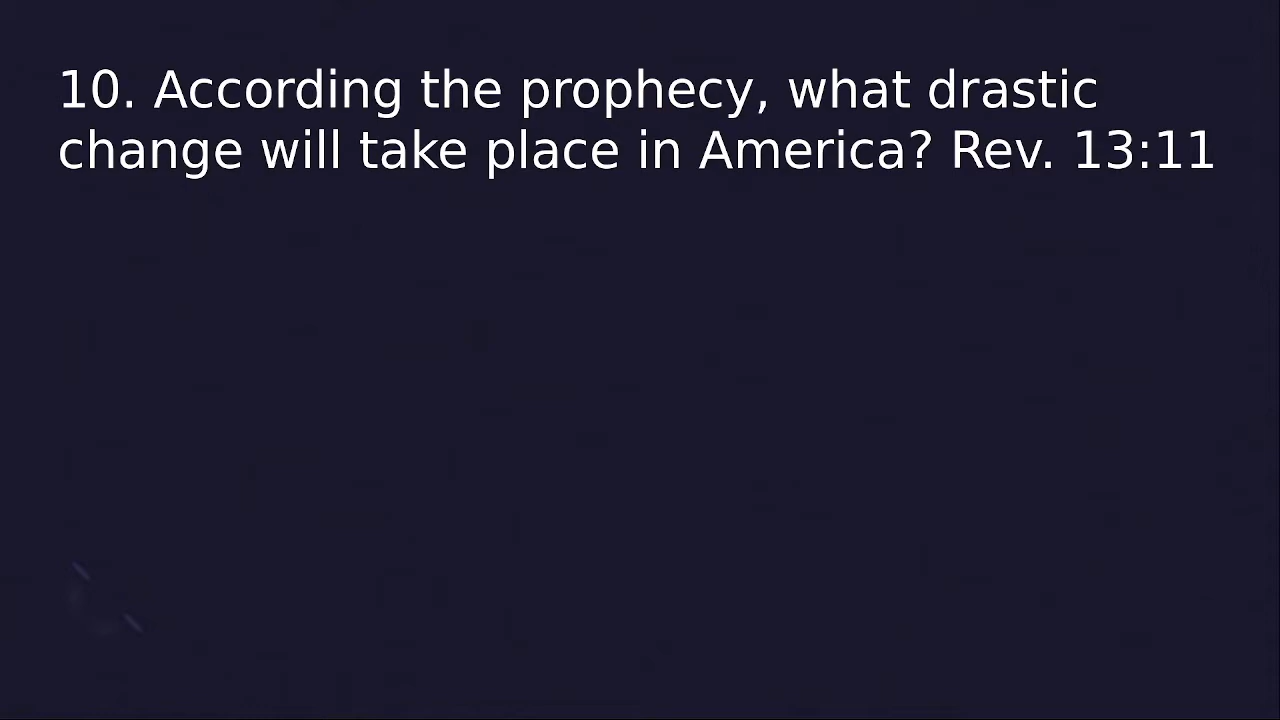 10. According the prophecy, what drastic
change will take place in America? Rev. 13:11